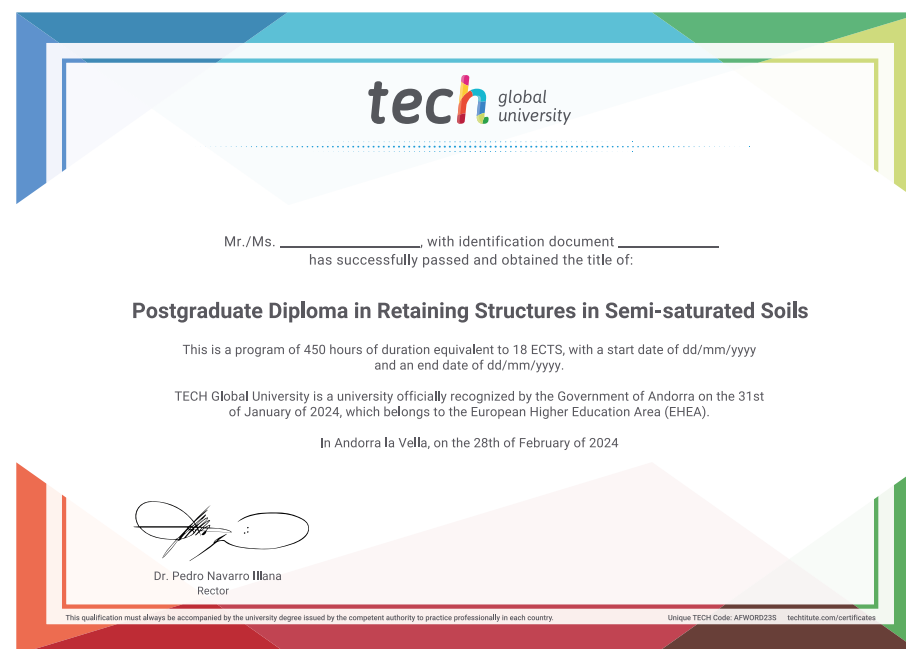 tech global
university
Mr./Ms. ____________, with identification document ____________
has successfully passed and obtained the title of:
Postgraduate Diploma in Retaining Structures in Semi-saturated Soils
This is a program of 450 hours of duration equivalent to 18 ECTS, with a start date of dd/mm/yyyy
and an end date of dd/mm/yyyy.
TECH Global University is a university officially recognized by the Government of Andorra on the 31st
of January of 2024, which belongs to the European Higher Education Area (EHEA).
In Andorra la Vella, on the 28th of February of 2024
Dr. Pedro Navarro Illana
Rector
This qualification must always be accompanied by the university degree issued by the competent authority to practice professionally in each country.
Unique TECH Code: AFWORD23S techtitute.com/certificates